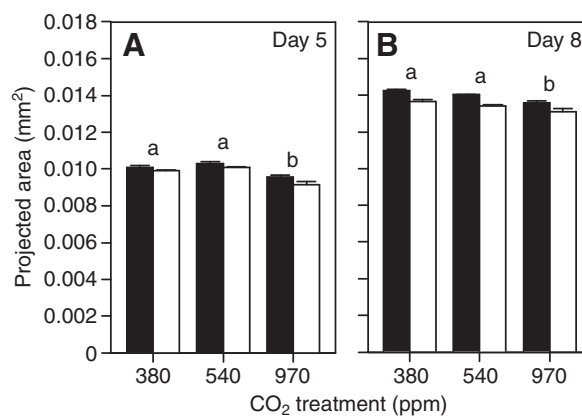 A Day 5
B Day 8
Projected area (mm²)
0.018
0.016
0.014
0.012
0.010
0.008
0.006
0.004
0.002
0
a a b
a a b
380 540 970
380 540 970
CO₂ treatment (ppm)